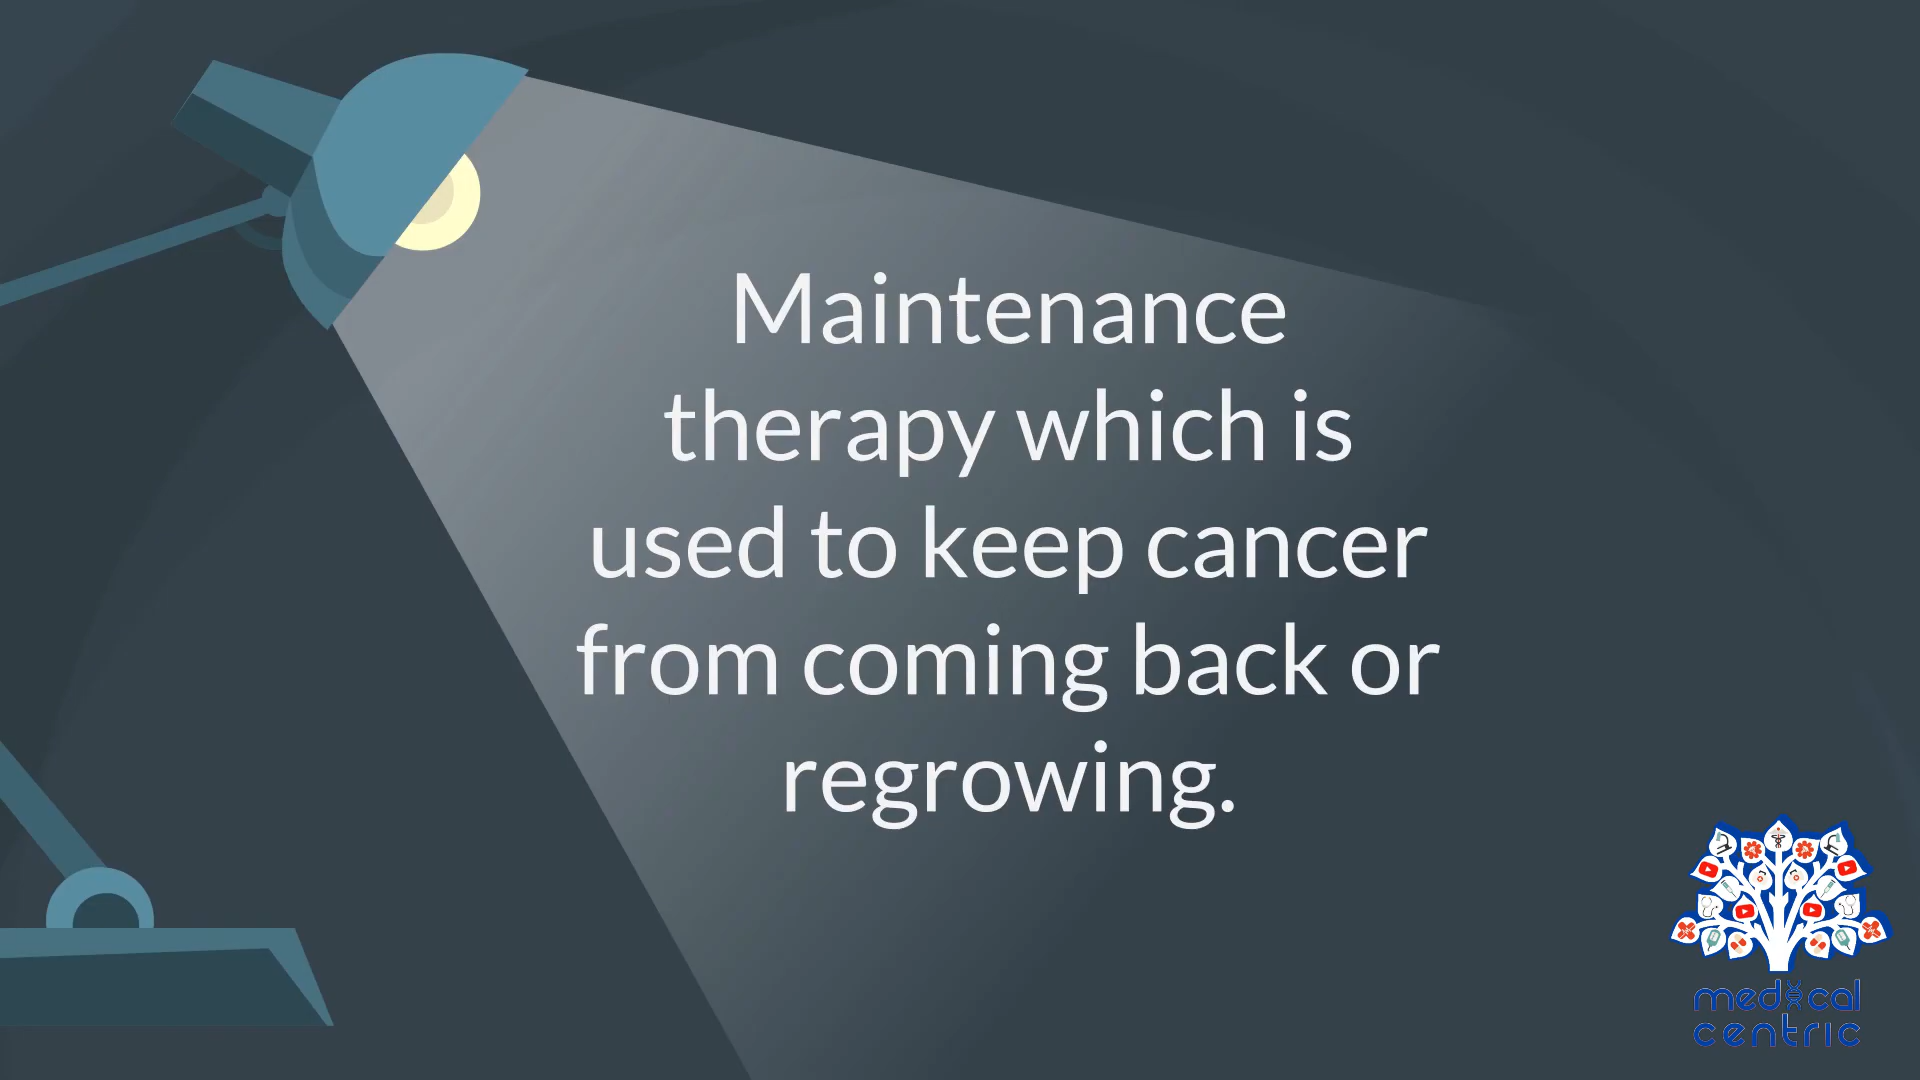 Maintenance
therapy which is
used to keep cancer
from coming back or
regrowing.
medical
centric